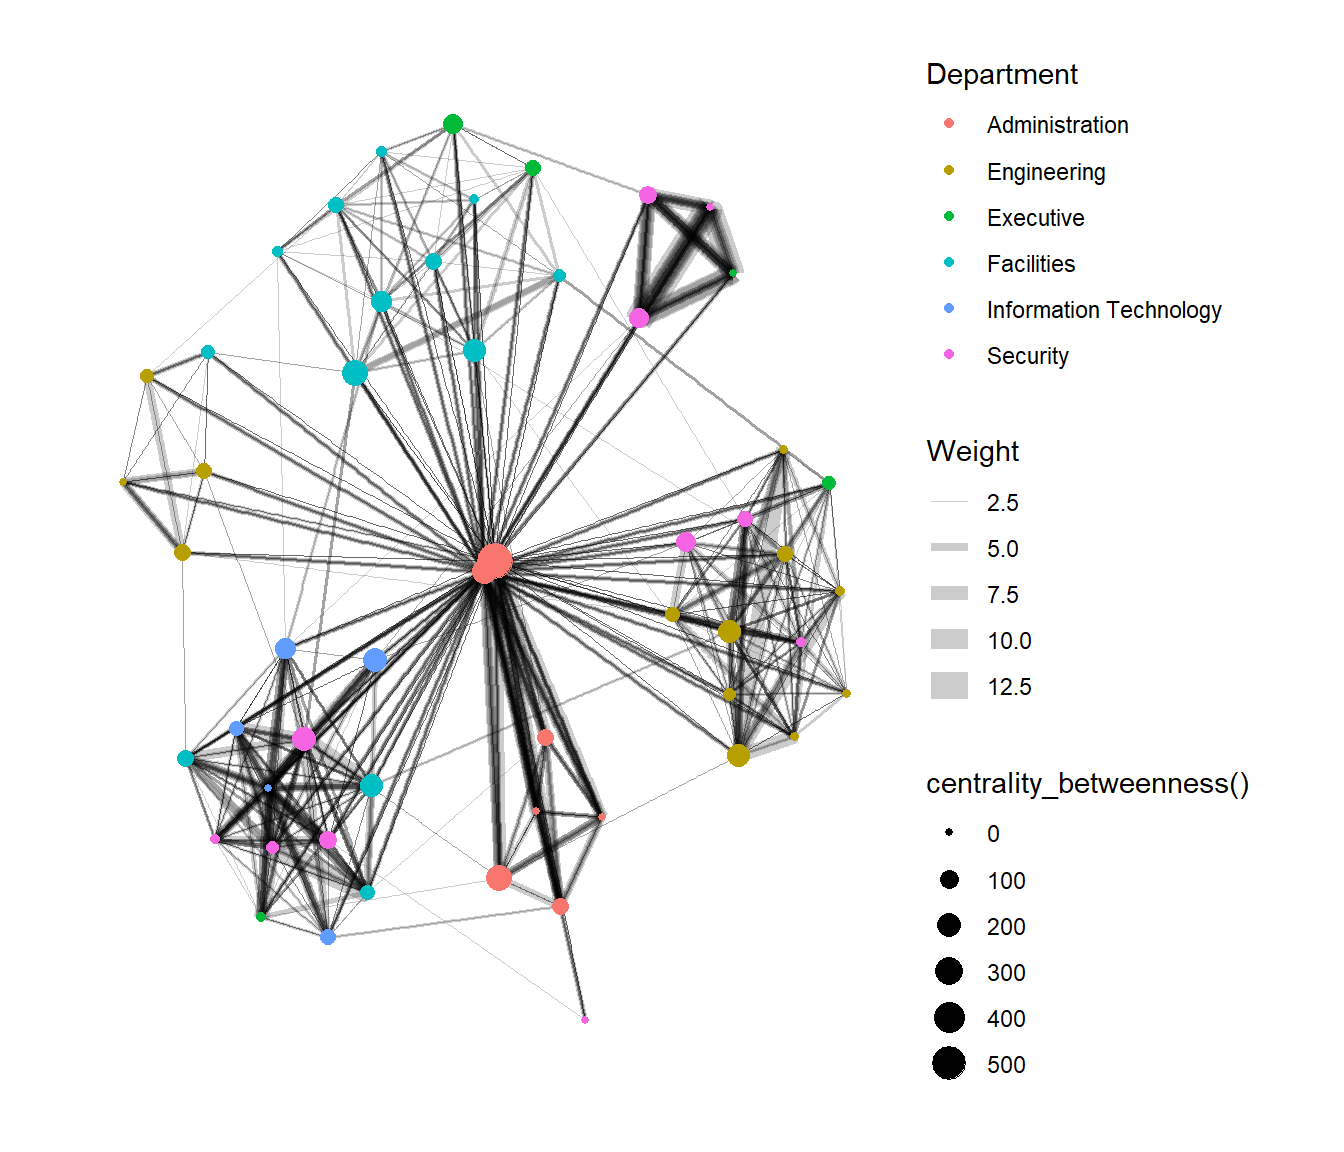 Department
Administration
Engineering
Executive
Facilities
Information Technology
Security
Weight
2.5
5.0
7.5
10.0
12.5
centrality_betweenness()
0
100
200
300
400
500